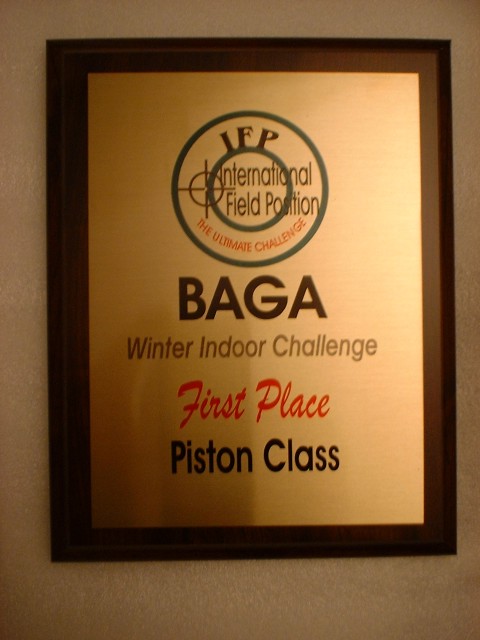 IFP
International
Field Position
THE ULTIMATE CHALLENGE
BAGA
Winter Indoor Challenge
First Place
Piston Class